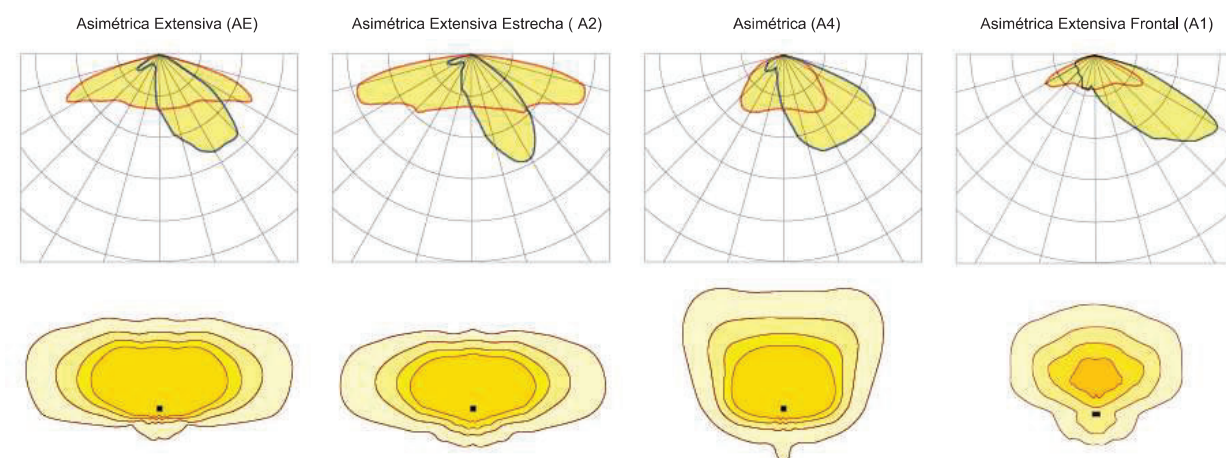 Asimétrica Extensiva (AE)
Asimétrica Extensiva Estrecha ( A2)
Asimétrica (A4)
Asimétrica Extensiva Frontal (A1)